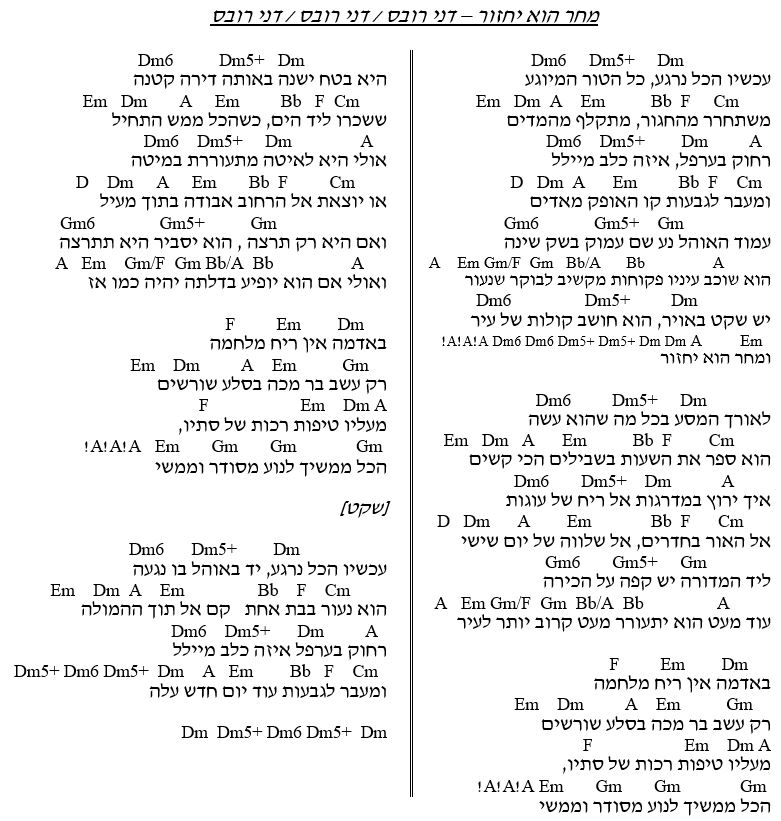 מחר הוא יחזור – דני רובס / דני רובס / דני רובס
Dm6 Dm5+ Dm
עכשיו הכל נרגע, כל הטור המיוגע
Em Dm A Em Bb F Cm
משתחרר מהחגור, מתקלף מהמדים
Dm6 Dm5+ Dm A
רחוק בערפל, איזה כלב מיילל
D Dm A Em Bb F Cm
ומעבר לגבעות קו האופק מאדים
Gm6 Gm5+ Gm
עמוד האוהל נע שם עמוק בשק שינה
A Em Gm/F Gm Bb/A Bb A
הוא שוכב עיניו פקוחות מקשיב לבוקר שנעור
Dm6 Dm5+ Dm
יש שקט באויר, הוא חושב קולות של עיר
!A!A!A Dm6 Dm6 Dm5+ Dm5+ Dm Dm A Em
ומחר הוא יחזור
Dm6 Dm5+ Dm
לאורך המסע בכל מה שהוא עשה
Em Dm A Em Bb F Cm
הוא ספר את השעות בשבילים הכי קשים
Dm6 Dm5+ Dm A
איך ירוץ במדרגות אל ריח של עוגות
D Dm A Em Bb F Cm
אל האור בחדרים, אל שלווה של יום שישי
Gm6 Gm5+ Gm
ליד המדורה יש קפה על הכירה
A Em Gm/F Gm Bb/A Bb A
עוד מעט הוא יתעורר מעט קרוב יותר לעיר
F Em Dm
באדמה אין ריח מלחמה
Em Dm A Em Gm
רק עשב בר מכה בסלע שורשים
F Em Dm A
מעליו טיפות רכות של סתיו,
!A!A!A Em Gm Gm Gm
הכל ממשיך לנוע מסודר וממשי
Dm6 Dm5+ Dm
היא בטח ישנה באותה דירה קטנה
Em Dm A Em Bb F Cm
ששכרו ליד הים, כשהכל ממש התחיל
Dm6 Dm5+ Dm A
אולי היא לאיטה מתעוררת במיטה
D Dm A Em Bb F Cm
או יוצאת אל הרחוב אבודה בתוך מעיל
Gm6 Gm5+ Gm
ואם היא רק תרצה , הוא יסביר היא תתרצה
A Em Gm/F Gm Bb/A Bb A
ואולי אם הוא יופיע בדלתה יהיה כמו אז
F Em Dm
באדמה אין ריח מלחמה
Em Dm A Em Gm
רק עשב בר מכה בסלע שורשים
F Em Dm A
מעליו טיפות רכות של סתיו,
!A!A!A Em Gm Gm Gm
הכל ממשיך לנוע מסודר וממשי
[שקט]
Dm6 Dm5+ Dm
עכשיו הכל נרגע, יד באוהל בו נגעה
Em Dm A Em Bb F Cm
הוא נעור בבת אחת קם אל תוך ההמולה
Dm6 Dm5+ Dm A
רחוק בערפל איזה כלב מיילל
Dm5+ Dm6 Dm5+ Dm A Em Bb F Cm
ומעבר לגבעות עוד יום חדש עלה
Dm Dm5+ Dm6 Dm5+ Dm